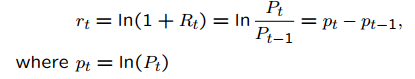 r_t = ln(1 + R_t) = ln P_t / P_{t−1} = p_t − p_{t−1},
where p_t = ln(P_t)